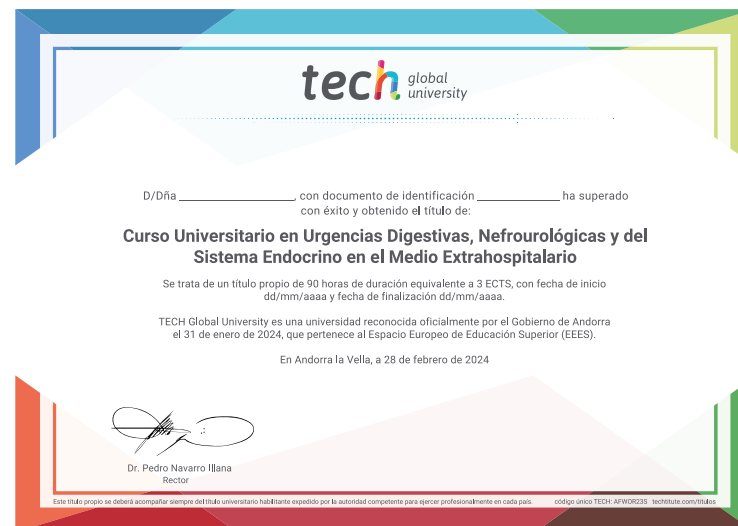 tech global university
D/Dña ______________, con documento de identificación ______________ ha superado
con éxito y obtenido el título de:
Curso Universitario en Urgencias Digestivas, Nefrourológicas y del
Sistema Endocrino en el Medio Extrahospitalario
Se trata de un título propio de 90 horas de duración equivalente a 3 ECTS, con fecha de inicio
dd/mm/aaaa y fecha de finalización dd/mm/aaaa.
TECH Global University es una universidad reconocida oficialmente por el Gobierno de Andorra
el 31 de enero de 2024, que pertenece al Espacio Europeo de Educación Superior (EEES).
En Andorra la Vella, a 28 de febrero de 2024
Dr. Pedro Navarro Illana
Rector
Este título propio se deberá acompañar siempre del título universitario habilitante expedido por la autoridad competente para ejercer profesionalmente en cada país. código único TECH: AFWOR23S techtitute.com/titulos